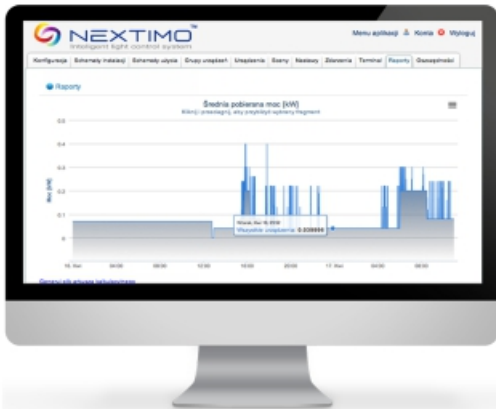 NEXTIMO™
Inteligent light control system
Menu aplikacji Konto Wyloguj
Konfiguracja Schematy instalacji Schematy użycia Grupy urządzeń Urządzenia Sceny Nastawy Zdarzenia Terminal Raporty Oszczędności
Raporty
Średnia pobierana moc [kW]
Kliknij i przeciągnij, aby przybliżyć wybrany fragment
Moc [kW]
0.5
0.4
0.3
0.2
0.1
0
Wszystkie urządzenia:
16. Kwi 04:00 08:00 12:00 16:00 20:00 17. Kwi 04:00 08:00